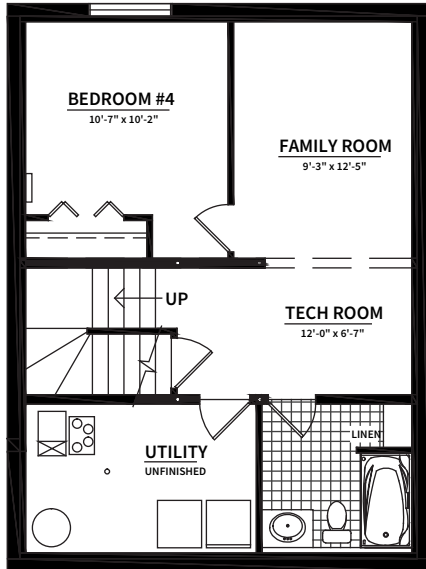 BEDROOM #4
10'-7" x 10'-2"
FAMILY ROOM
9'-3" x 12'-5"
UP
TECH ROOM
12'-0" x 6'-7"
LINEN
UTILITY
UNFINISHED